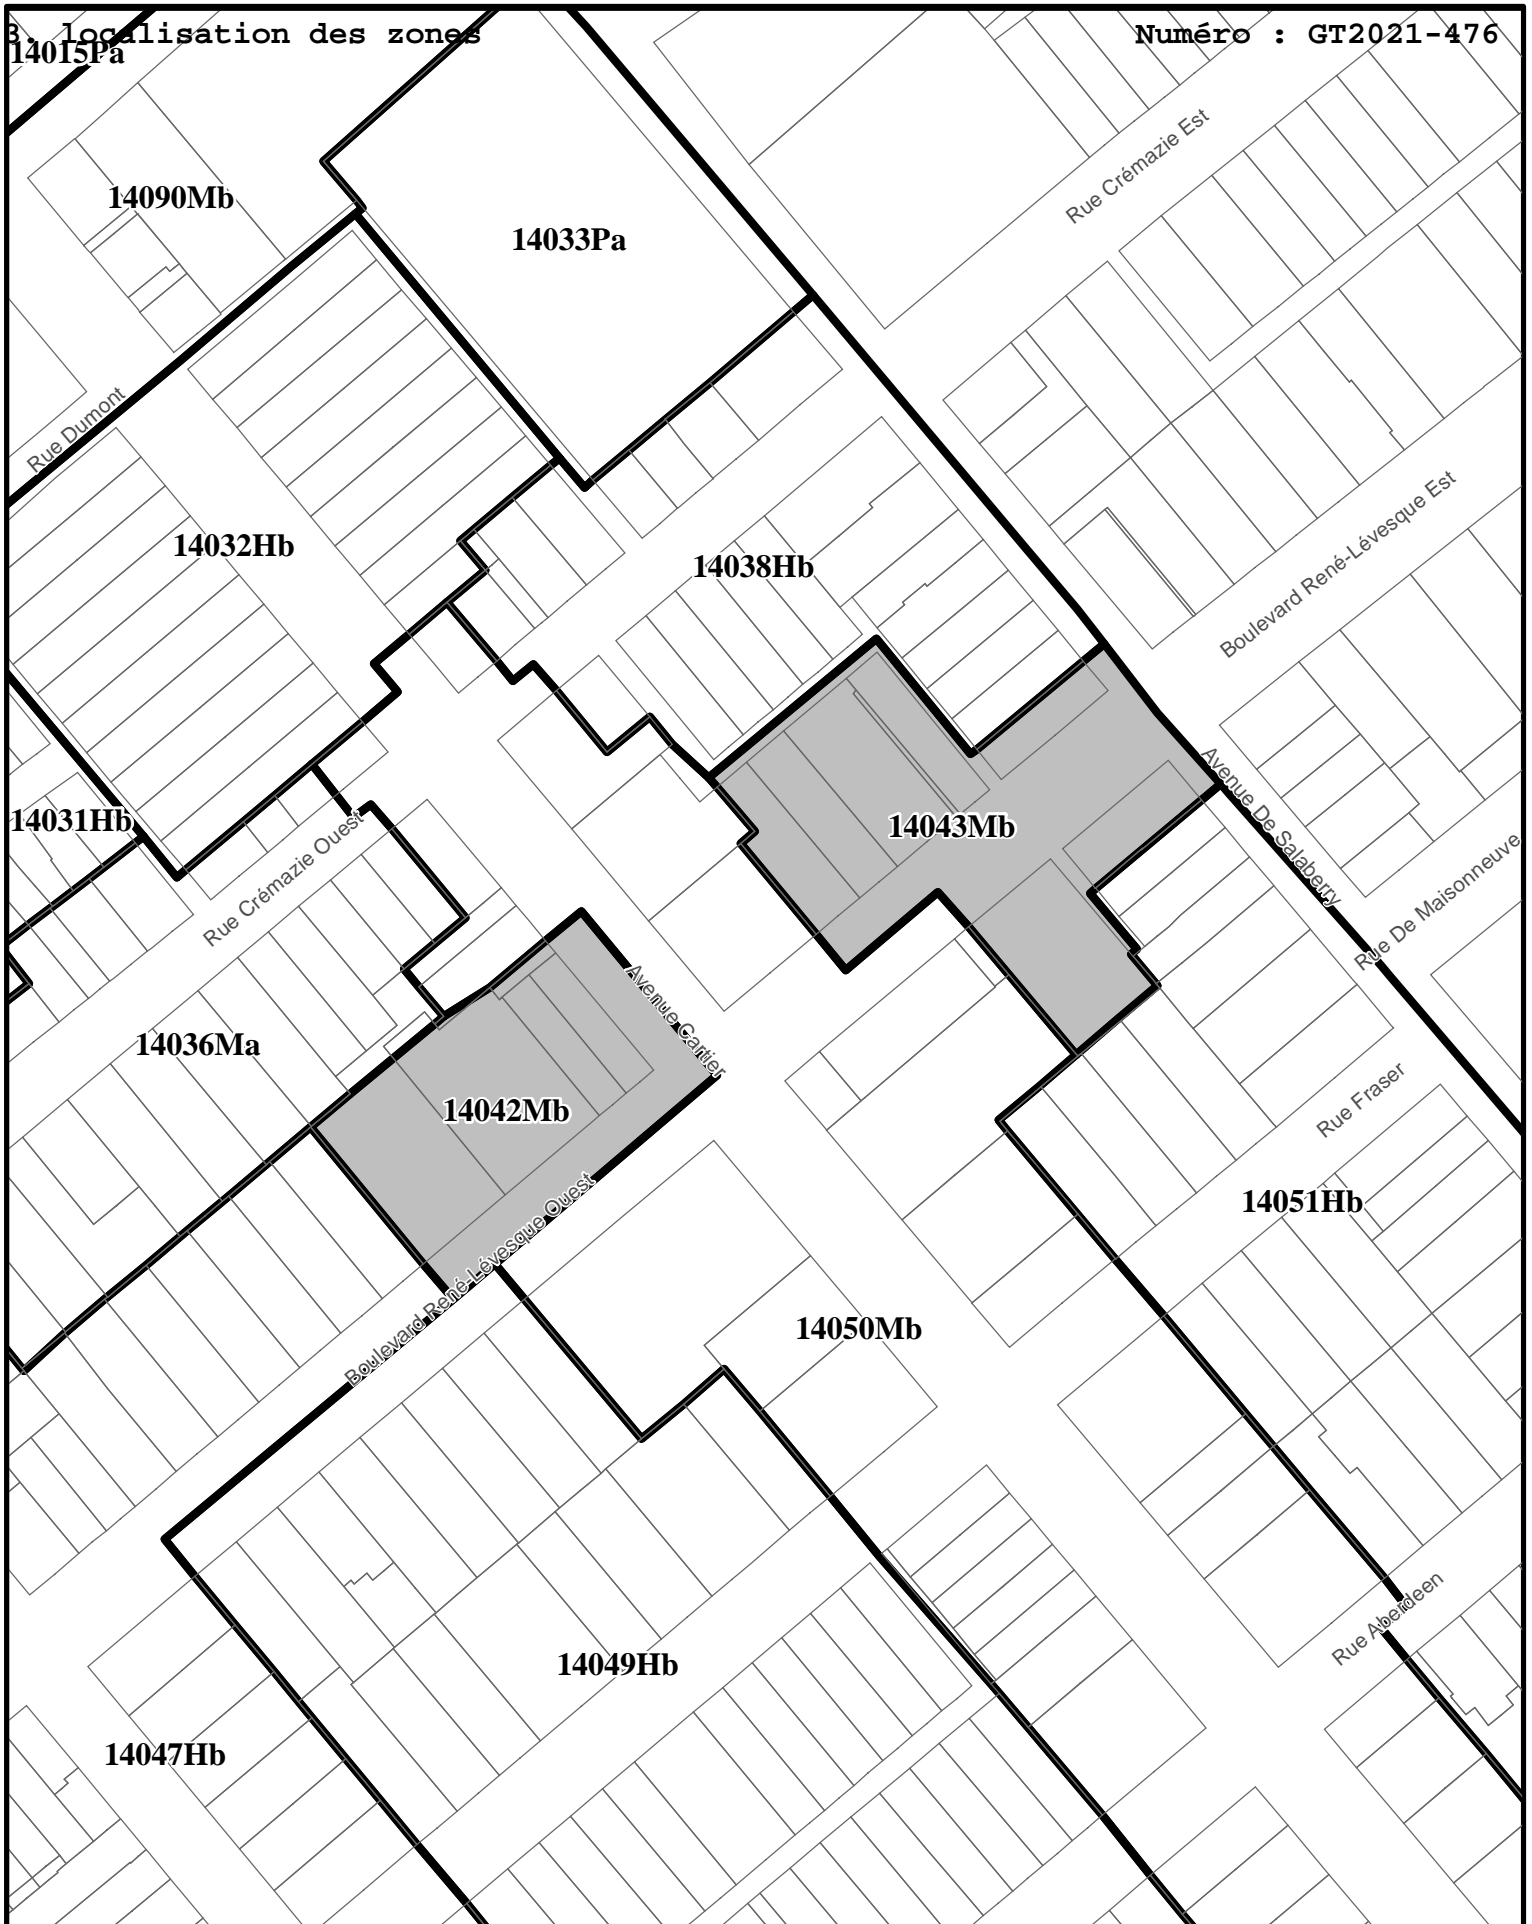 3. localisation des zones
Numéro : GT2021-476
14015Pa
Rue Crémazie Est
14090Mb
14033Pa
Rue Dumont
14032Hb
14038Hb
Boulevard René-Lévesque Est
14031Hb
14043Mb
Avenue De Salaberry
Rue Crémazie Ouest
Rue De Maisonneuve
Avenue Cartier
14036Ma
14042Mb
Rue Fraser
14051Hb
Boulevard René-Lévesque Ouest
14050Mb
Rue Aberdeen
14049Hb
14047Hb